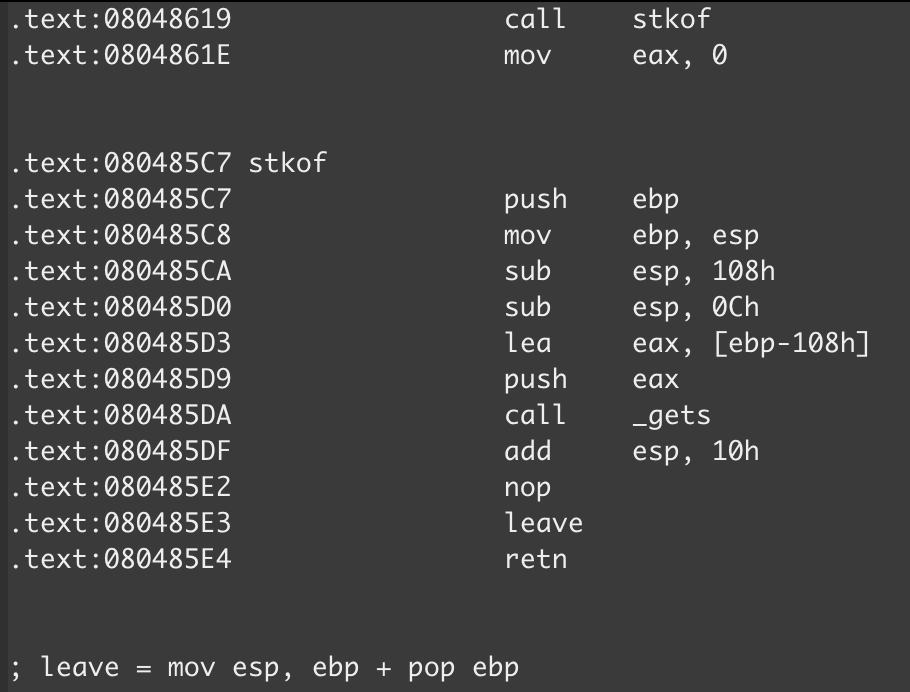 .text:08048619 call stkof
.text:0804861E mov eax, 0
.text:080485C7 stkof
.text:080485C7 push ebp
.text:080485C8 mov ebp, esp
.text:080485CA sub esp, 108h
.text:080485D0 sub esp, 0Ch
.text:080485D3 lea eax, [ebp-108h]
.text:080485D9 push eax
.text:080485DA call _gets
.text:080485DF add esp, 10h
.text:080485E2 nop
.text:080485E3 leave
.text:080485E4 retn
; leave = mov esp, ebp + pop ebp